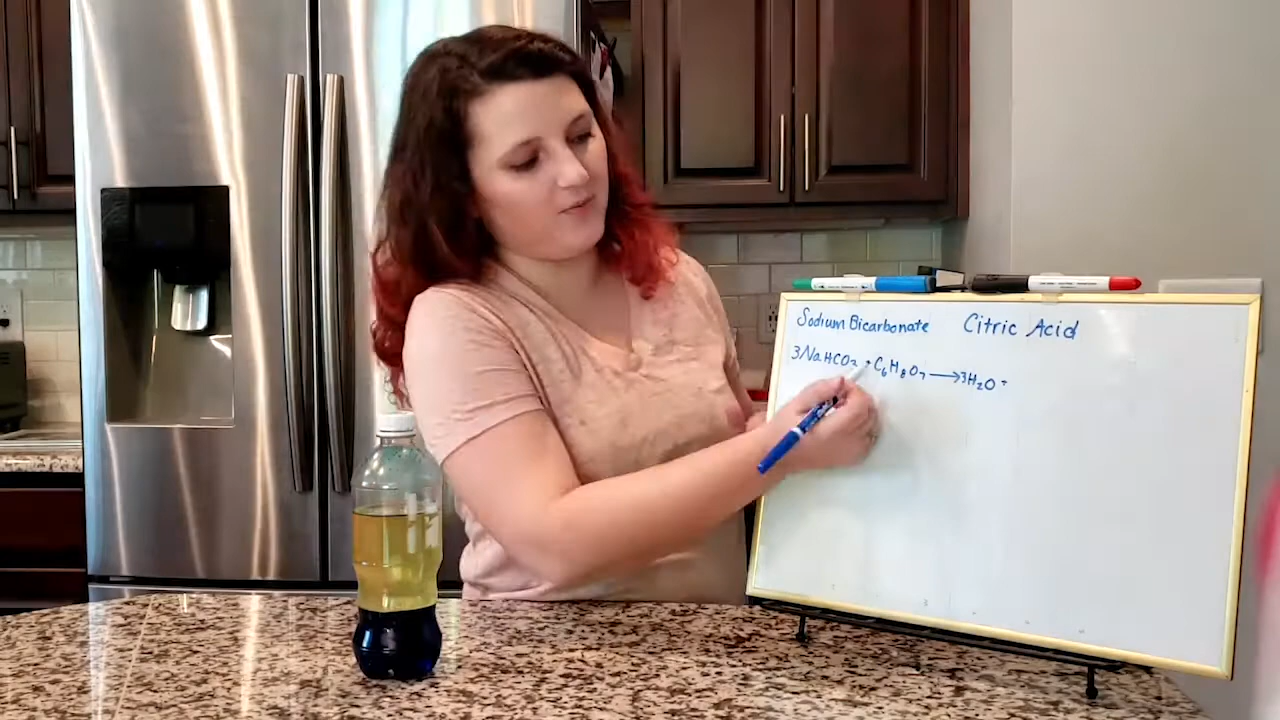 Sodium Bicarbonate Citric Acid
3NaHCO₃ + C₆H₈O₇ ⟶ 3H₂O +